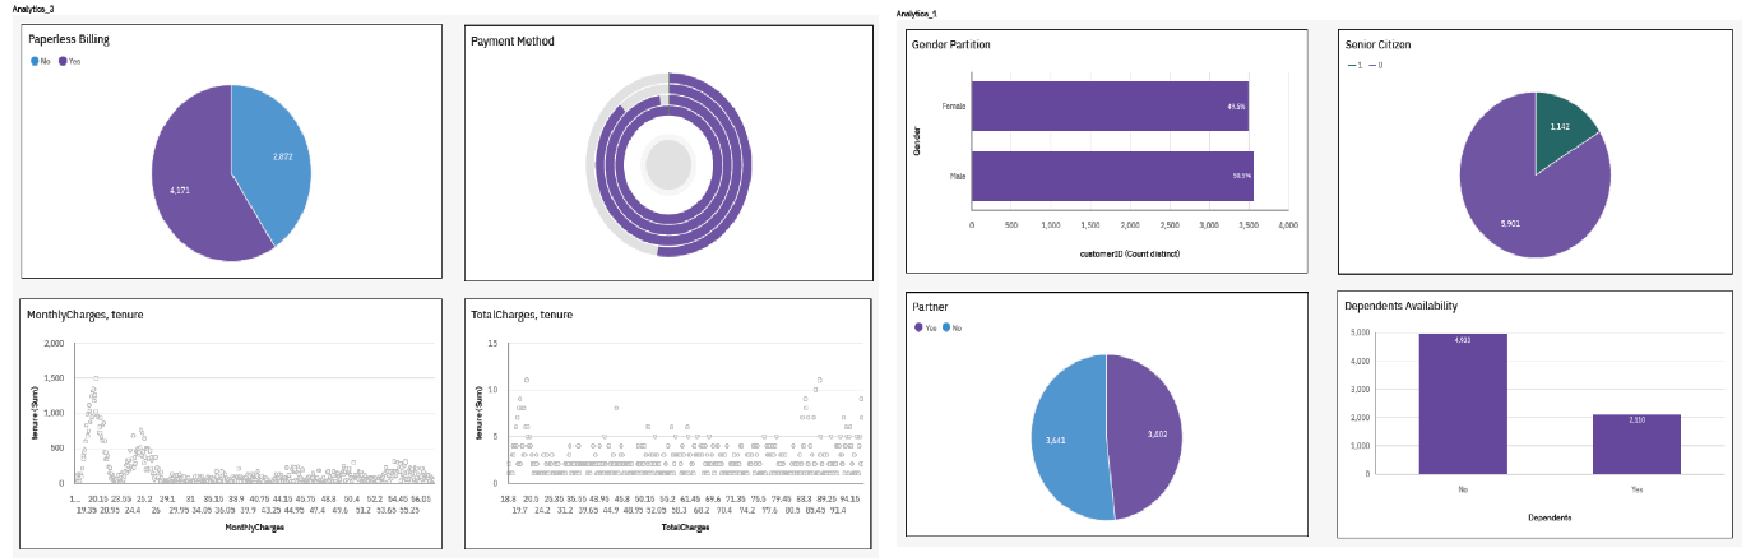 Analytics_3
Paperless Billing
No Yes
2,872
4,171
Payment Method
MonthlyCharges, tenure
tenure (Sum)
2,000
1,500
1,000
500
0
1... 20.15 23.55 44.95 25.2 29.1 31 35.15 33.9 40.75 44.15 45.75 48.8 50.4 52.2 54.45 56.05
19.35 20.95 24.4 26 29.95 34.05 36.05 39.9 43.25 44.95 47.4 49.6 51.2 53.65 55.25
MonthlyCharges
TotalCharges, tenure
tenure (Sum)
15
10
5
0
18.8 20.5 25.35 35.55 48.95 45.8 50.15 55.2 61.45 69.6 71.35 75.5 79.45 83.3 89.25 94.15
19.7 24.2 31.2 39.65 44.9 48.95 52.05 58.3 68.2 70.4 74.2 77.6 80.5 85.45 91.4
TotalCharges
Analytics_1
Gender Partition
Gender
Female
49.5%
Male
50.5%
0 500 1,000 1,500 2,000 2,500 3,000 3,500 4,000
customerID (Count distinct)
Senior Citizen
1 0
1,142
5,901
Partner
Yes No
3,641
3,402
Dependents Availability
5,000
4,000
3,000
2,000
1,000
0
4,933
2,110
No
Yes
Dependents